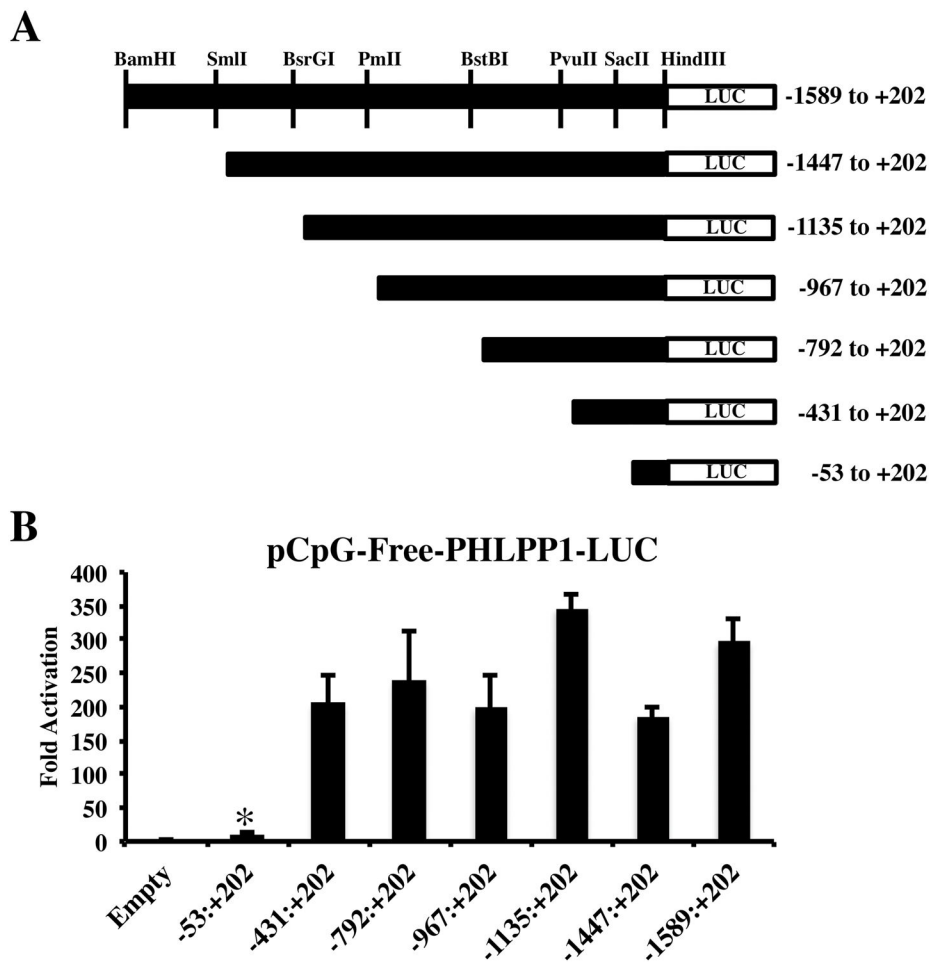 A
BamHI SmlI BsrGI PmII BstBI PvuII SacII HindIII
LUC -1589 to +202
LUC -1447 to +202
LUC -1135 to +202
LUC -967 to +202
LUC -792 to +202
LUC -431 to +202
LUC -53 to +202
B
pCpG-Free-PHLPP1-LUC
Fold Activation
400
350
300
250
200
150
100
50
0
*
Empty -53:+202 -431:+202 -792:+202 -967:+202 -1135:+202 -1447:+202 -1589:+202